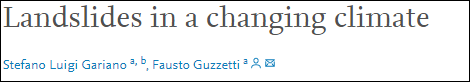 Landslides in a changing climate
Stefano Luigi Gariano a, b, Fausto Guzzetti a